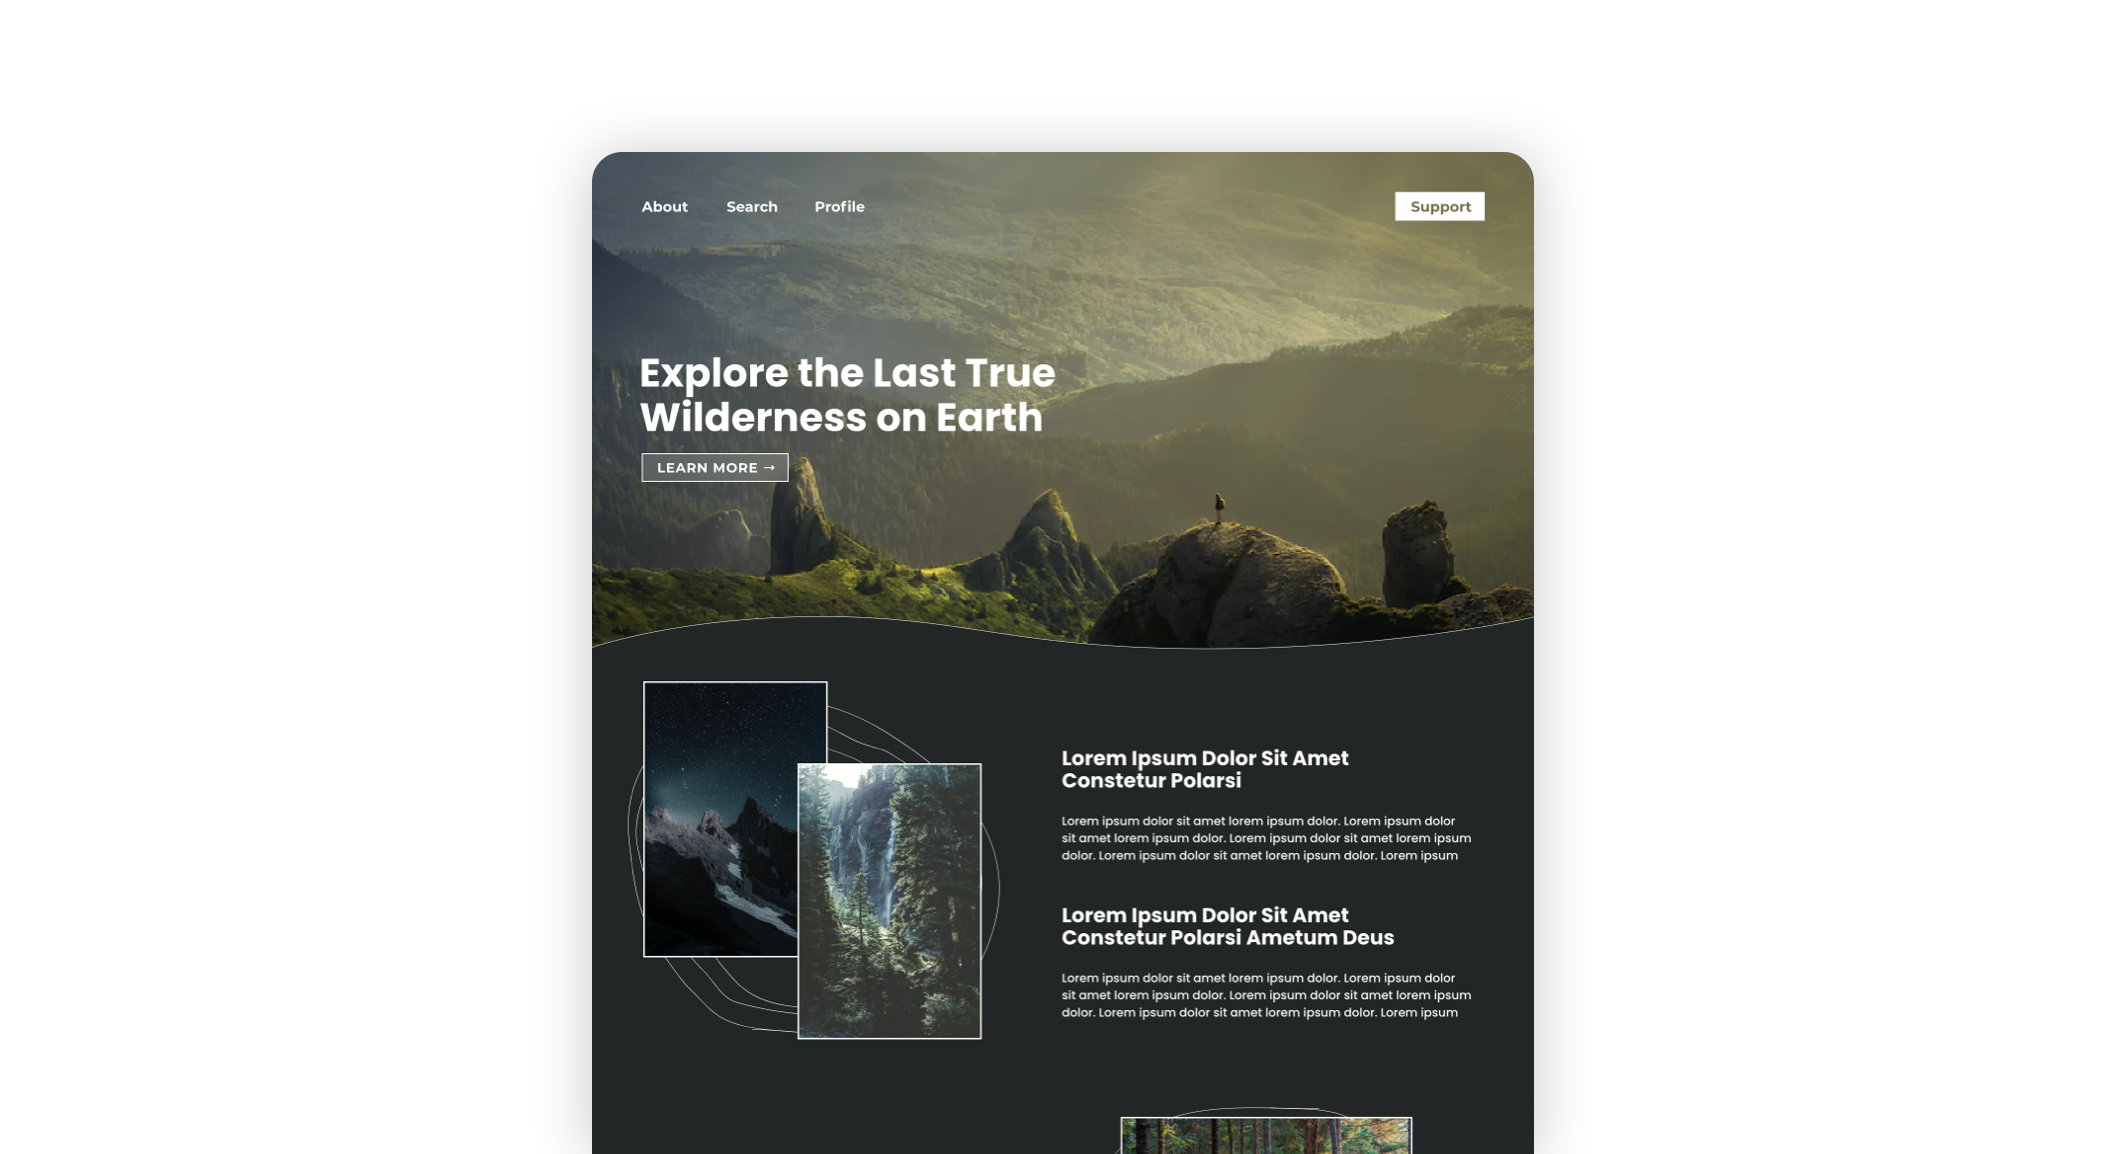 About Search Profile Support
Explore the Last True
Wilderness on Earth
LEARN MORE →
Lorem Ipsum Dolor Sit Amet
Constetur Polarsi
Lorem ipsum dolor sit amet lorem ipsum dolor. Lorem ipsum dolor
sit amet lorem ipsum dolor. Lorem ipsum dolor sit amet lorem ipsum
dolor. Lorem ipsum dolor sit amet lorem ipsum dolor. Lorem ipsum
Lorem Ipsum Dolor Sit Amet
Constetur Polarsi Ametum Deus
Lorem ipsum dolor sit amet lorem ipsum dolor. Lorem ipsum dolor
sit amet lorem ipsum dolor. Lorem ipsum dolor sit amet lorem ipsum
dolor. Lorem ipsum dolor sit amet lorem ipsum dolor. Lorem ipsum